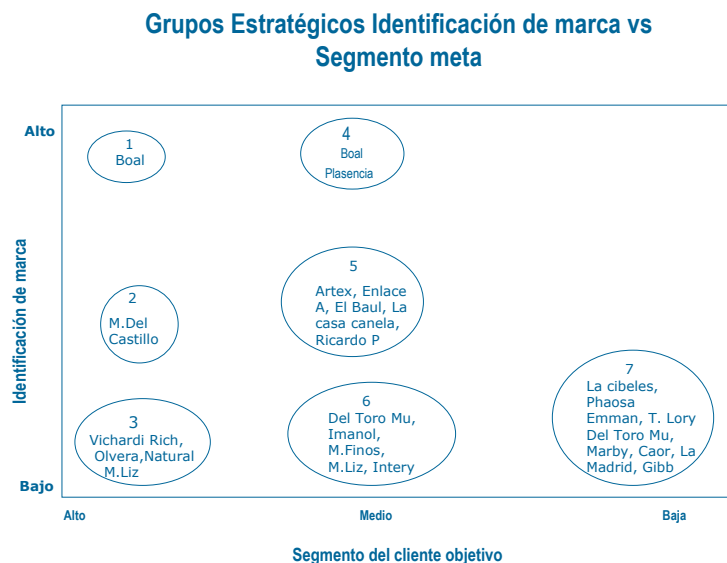 Grupos Estratégicos Identificación de marca vs
Segmento meta
Alto
Identificación de marca
Bajo
1
Boal
4
Boal
Plasencia
2
M.Del
Castillo
5
Artex, Enlace
A, El Baul, La
casa canela,
Ricardo P
3
Vichardi Rich,
Olvera,Natural
M.Liz
6
Del Toro Mu,
Imanol,
M.Finos,
M.Liz, Intery
7
La cibeles,
Phaosa
Emman, T. Lory
Del Toro Mu,
Marby, Caor, La
Madrid, Gibb
Alto
Medio
Baja
Segmento del cliente objetivo